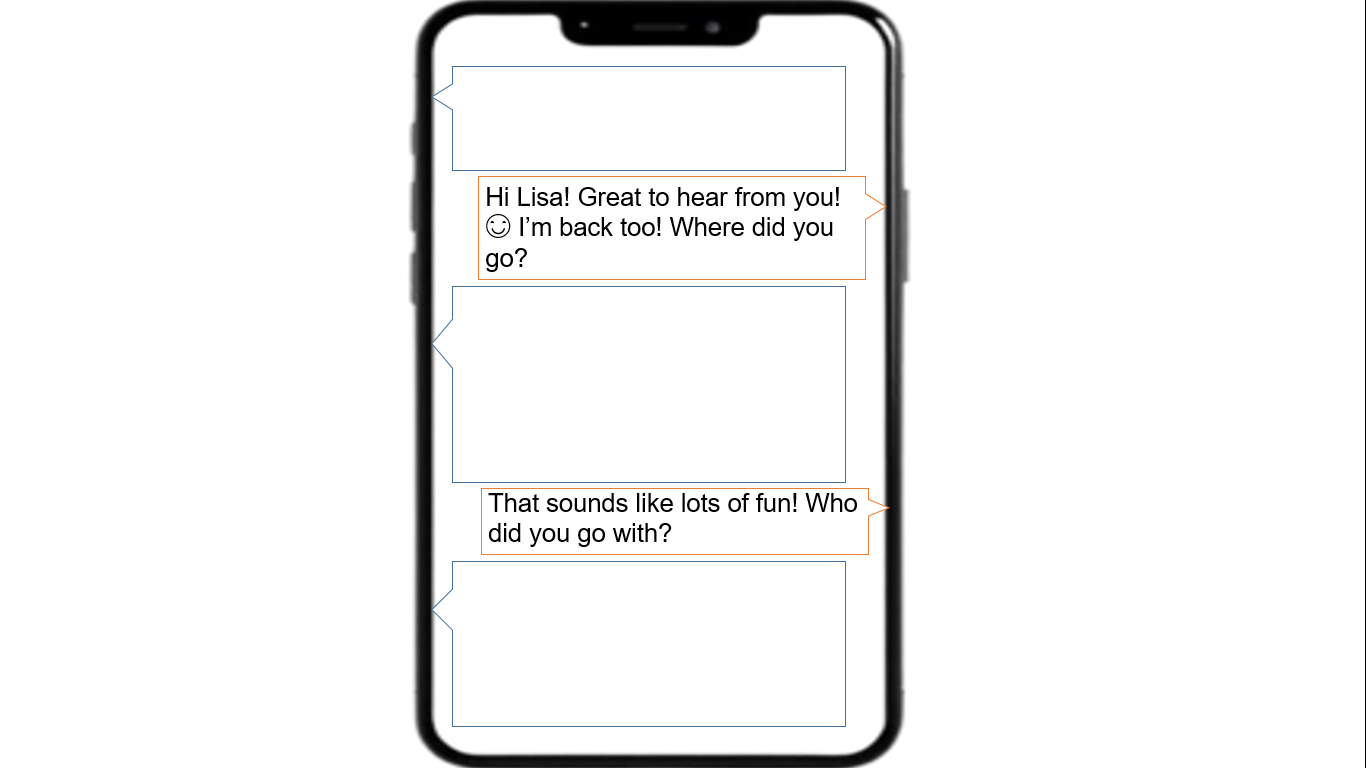 Hi Lisa! Great to hear from you!
☺ I’m back too! Where did you
go?
That sounds like lots of fun! Who
did you go with?